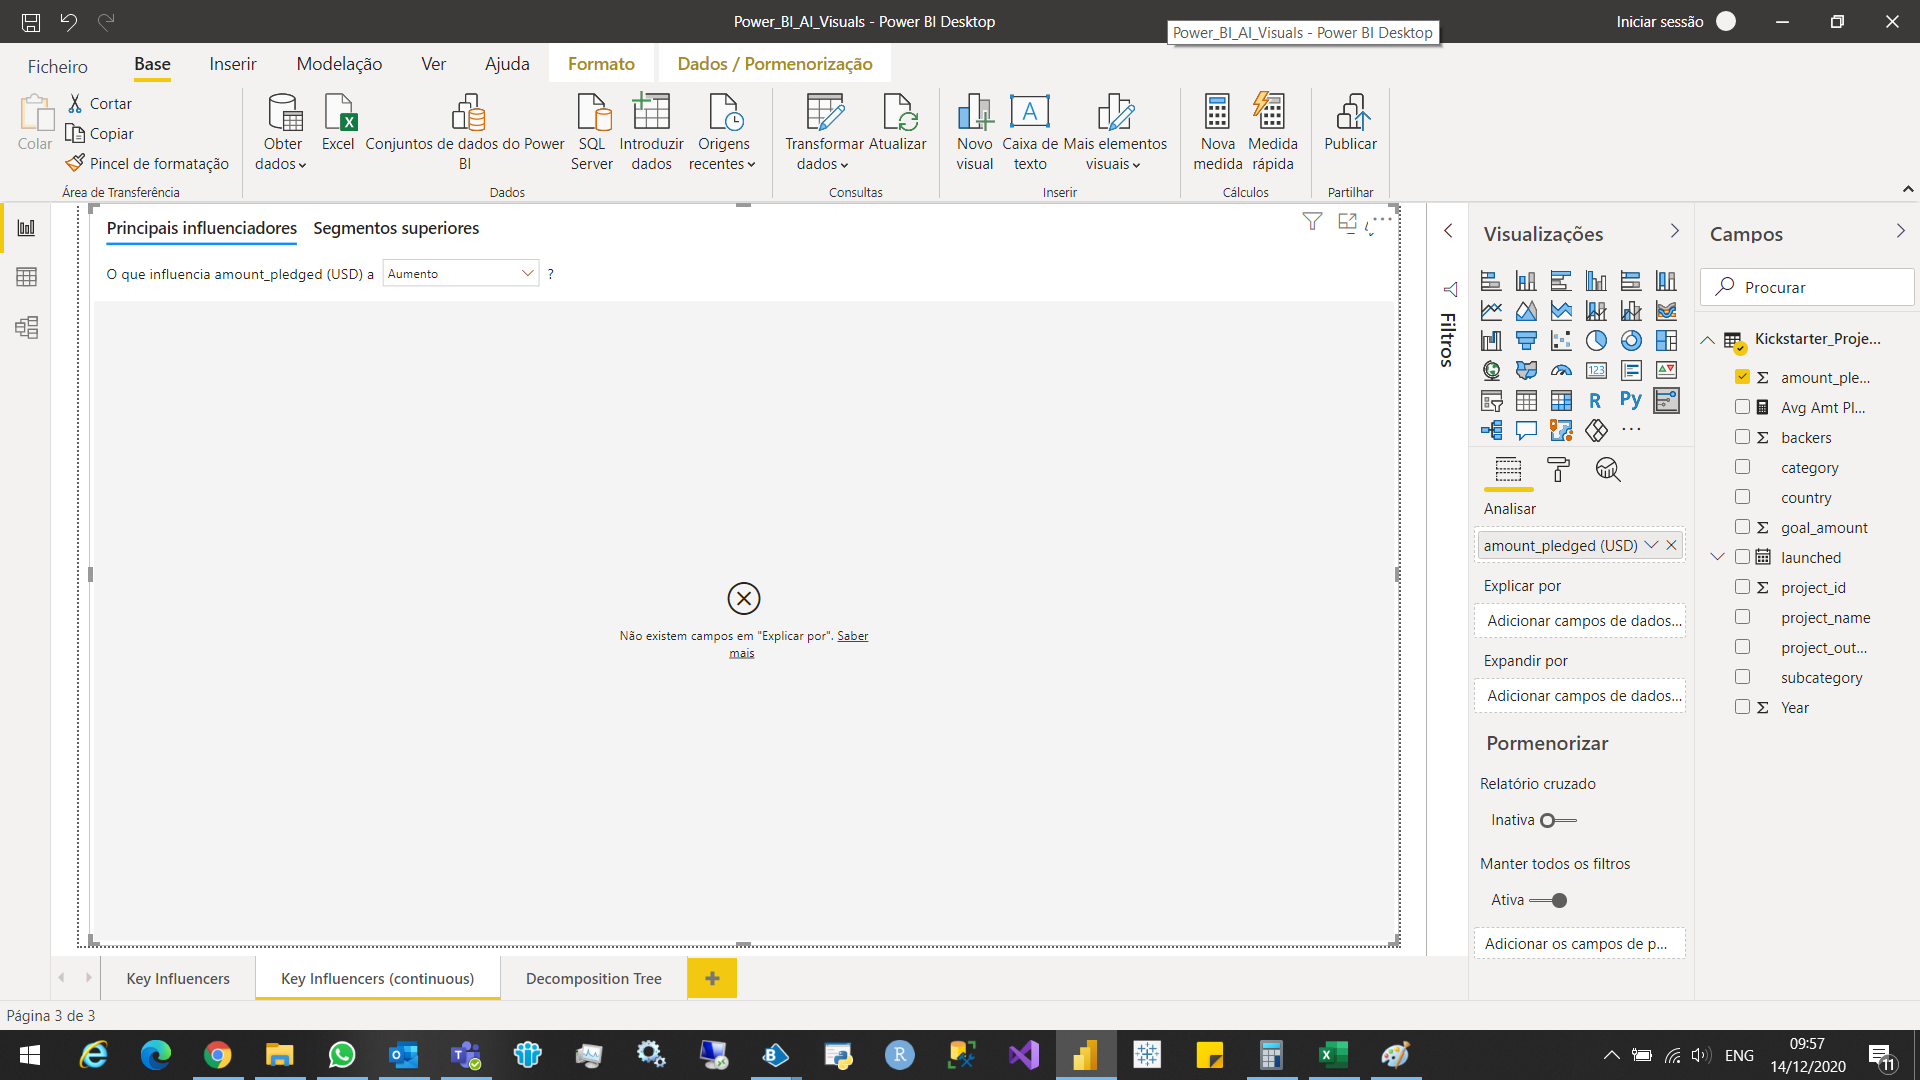 Power_BI_AI_Visuals - Power BI Desktop
Power_BI_AI_Visuals - Power BI Desktop
Iniciar sessão
Ficheiro
Base
Inserir
Modelação
Ver
Ajuda
Formato
Dados / Pormenorização
Colar
Cortar
Copiar
Pincel de formatação
Área de Transferência
Obter
dados
Excel
Conjuntos de dados do Power
BI
SQL
Server
Introduzir
dados
Origens
recentes
Dados
Transformar
dados
Atualizar
Consultas
Novo
visual
A
Caixa de
texto
Mais elementos
visuais
Inserir
Nova
medida
Medida
rápida
Cálculos
Publicar
Partilhar
Principais influenciadores
Segmentos superiores
O que influencia amount_pledged (USD) a
Aumento
?
Não existem campos em "Explicar por". Saber
mais
Filtros
Visualizações
123
R
Py
Analisar
amount_pledged (USD)
Explicar por
Adicionar campos de dados...
Expandir por
Adicionar campos de dados...
Pormenorizar
Relatório cruzado
Inativa
Manter todos os filtros
Ativa
Adicionar os campos de p...
Campos
Procurar
Kickstarter_Proje...
amount_ple...
Avg Amt Pl...
backers
category
country
goal_amount
launched
project_id
project_name
project_out...
subcategory
Year
Key Influencers
Key Influencers (continuous)
Decomposition Tree
Página 3 de 3
ENG
09:57
14/12/2020
11